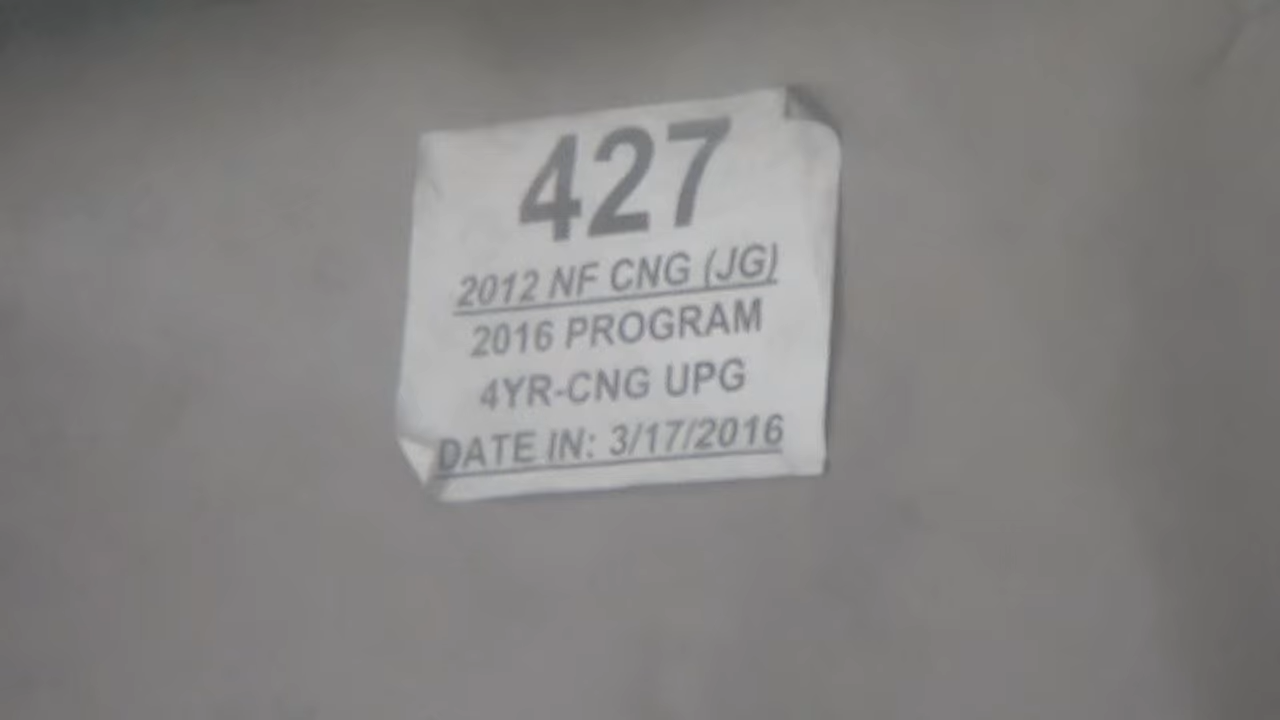 427
2012 NF CNG (JG)
2016 PROGRAM
4YR-CNG UPG
DATE IN: 3/17/2016